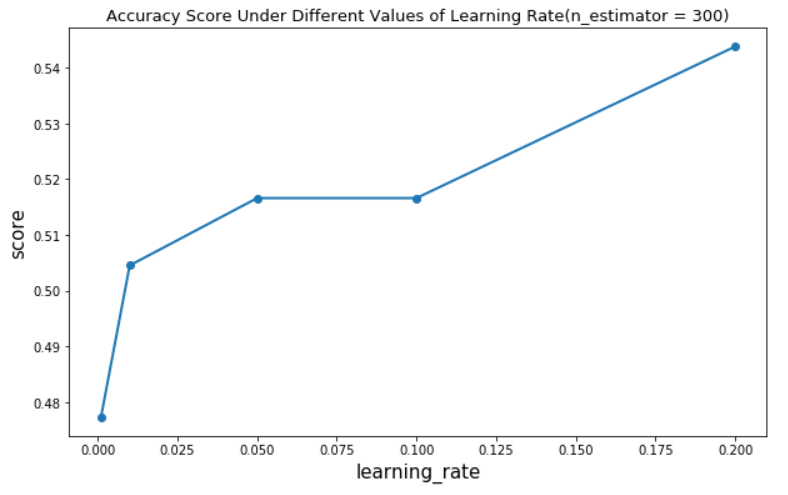 Accuracy Score Under Different Values of Learning Rate(n_estimator = 300)
0.54
0.53
0.52
0.51
0.50
0.49
0.48
score
0.000 0.025 0.050 0.075 0.100 0.125 0.150 0.175 0.200
learning_rate